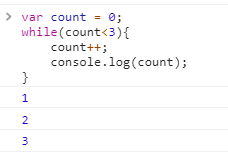 > var count = 0;
while(count<3){
    count++;
    console.log(count);
}
1
2
3